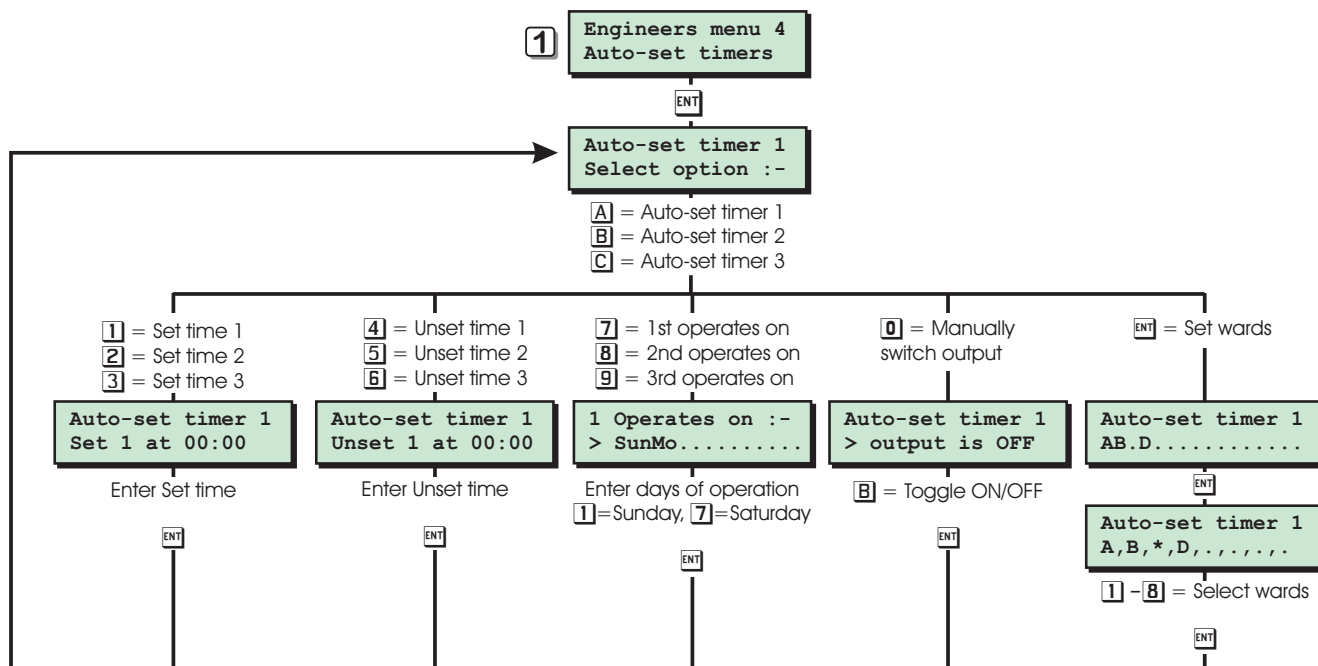 1
Engineers menu 4
Auto-set timers
ENT
Auto-set timer 1
Select option :-
A = Auto-set timer 1
B = Auto-set timer 2
C = Auto-set timer 3
1 = Set time 1
2 = Set time 2
3 = Set time 3
Auto-set timer 1
Set 1 at 00:00
Enter Set time
ENT
4 = Unset time 1
5 = Unset time 2
6 = Unset time 3
Auto-set timer 1
Unset 1 at 00:00
Enter Unset time
ENT
7 = 1st operates on
8 = 2nd operates on
9 = 3rd operates on
1 Operates on :-
> SunMo..........
Enter days of operation
1=Sunday, 7=Saturday
ENT
0 = Manually
switch output
Auto-set timer 1
> output is OFF
B = Toggle ON/OFF
ENT
ENT = Set wards
Auto-set timer 1
AB.D............
ENT
Auto-set timer 1
A,B,*,D,.,.,.,.
1 - 8 = Select wards
ENT